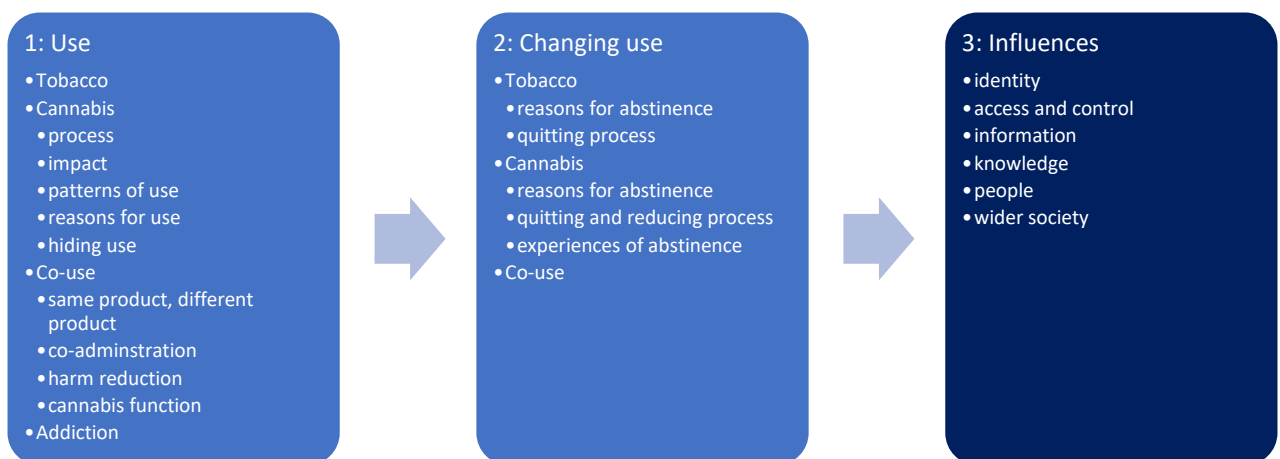 1: Use
•Tobacco
•Cannabis
•process
•impact
•patterns of use
•reasons for use
•hiding use
•Co-use
•same product, different
product
•co-adminstration
•harm reduction
•cannabis function
•Addiction
2: Changing use
•Tobacco
•reasons for abstinence
•quitting process
•Cannabis
•reasons for abstinence
•quitting and reducing process
•experiences of abstinence
•Co-use
3: Influences
•identity
•access and control
•information
•knowledge
•people
•wider society